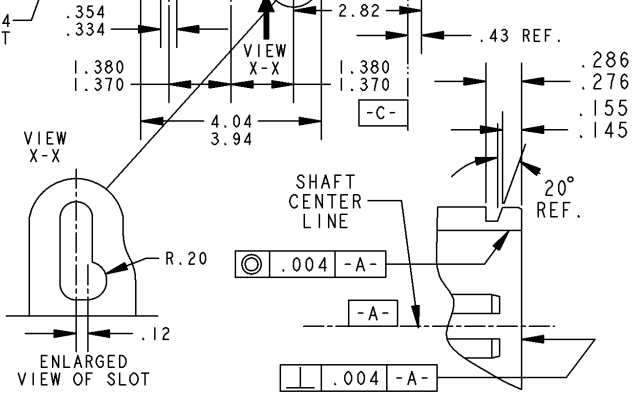 4
T
.354
.334
2.82
.43 REF.
VIEW
X-X
1.380
1.370
1.380
1.370
4.04
3.94
-C-
.286
.276
.155
.145
20°
REF.
VIEW
X-X
SHAFT
CENTER
LINE
R.20
.004 -A-
-A-
.12
ENLARGED
VIEW OF SLOT
.004 -A-